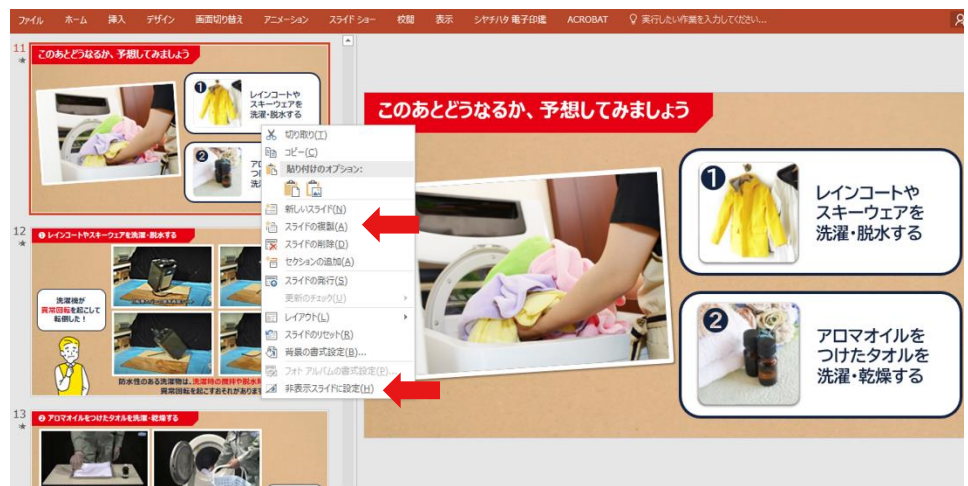 ファイル ホーム 挿入 デザイン 画面切り替え アニメーション スライド ショー 校閲 表示 シヤチハタ 電子印鑑 ACROBAT 実行したい作業を入力してください...
11
このあとどうなるか、予想してみましょう
1
レインコートや
スキーウェアを
洗濯・脱水する
2
切り取り(T)
コピー(C)
貼り付けのオプション:
新しいスライド(N)
スライドの複製(A)
スライドの削除(D)
セクションの追加(A)
スライドの発行(S)
更新のチェック(U)
レイアウト(L)
スライドのリセット(R)
背景の書式設定(B)...
フォト アルバムの書式設定(P)...
非表示スライドに設定(H)
12
❶ レインコートやスキーウェアを洗濯・脱水する
洗濯機が
異常回転を起こして
転倒した!
防水性のある洗濯物は、洗濯時の撹拌や脱水時
異常回転を起こすおそれがあります
13
❷ アロマオイルをつけたタオルを洗濯・乾燥する
このあとどうなるか、予想してみましょう
1
レインコートや
スキーウェアを
洗濯・脱水する
2
アロマオイルを
つけたタオルを
洗濯・乾燥する